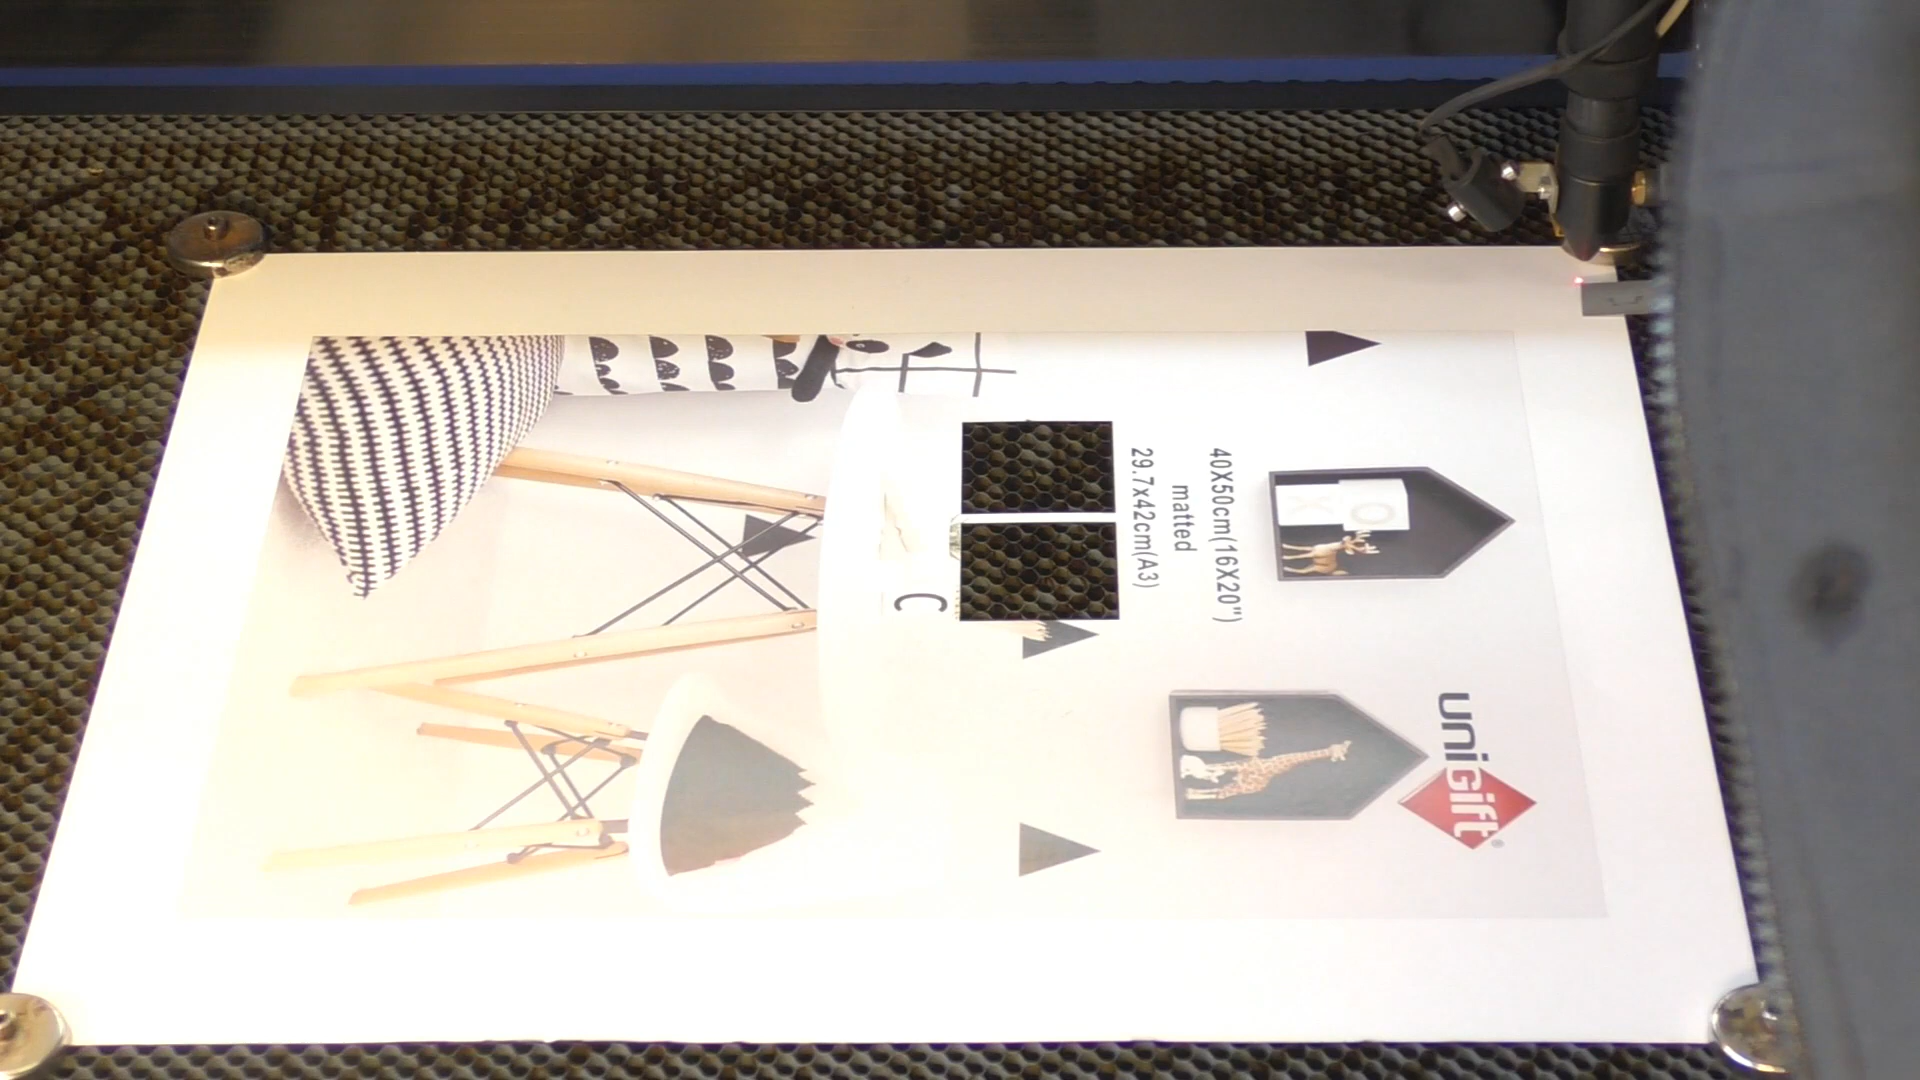 uniGift®
40X50cm(16X20")
matted
29.7x42cm(A3)
C
O
X